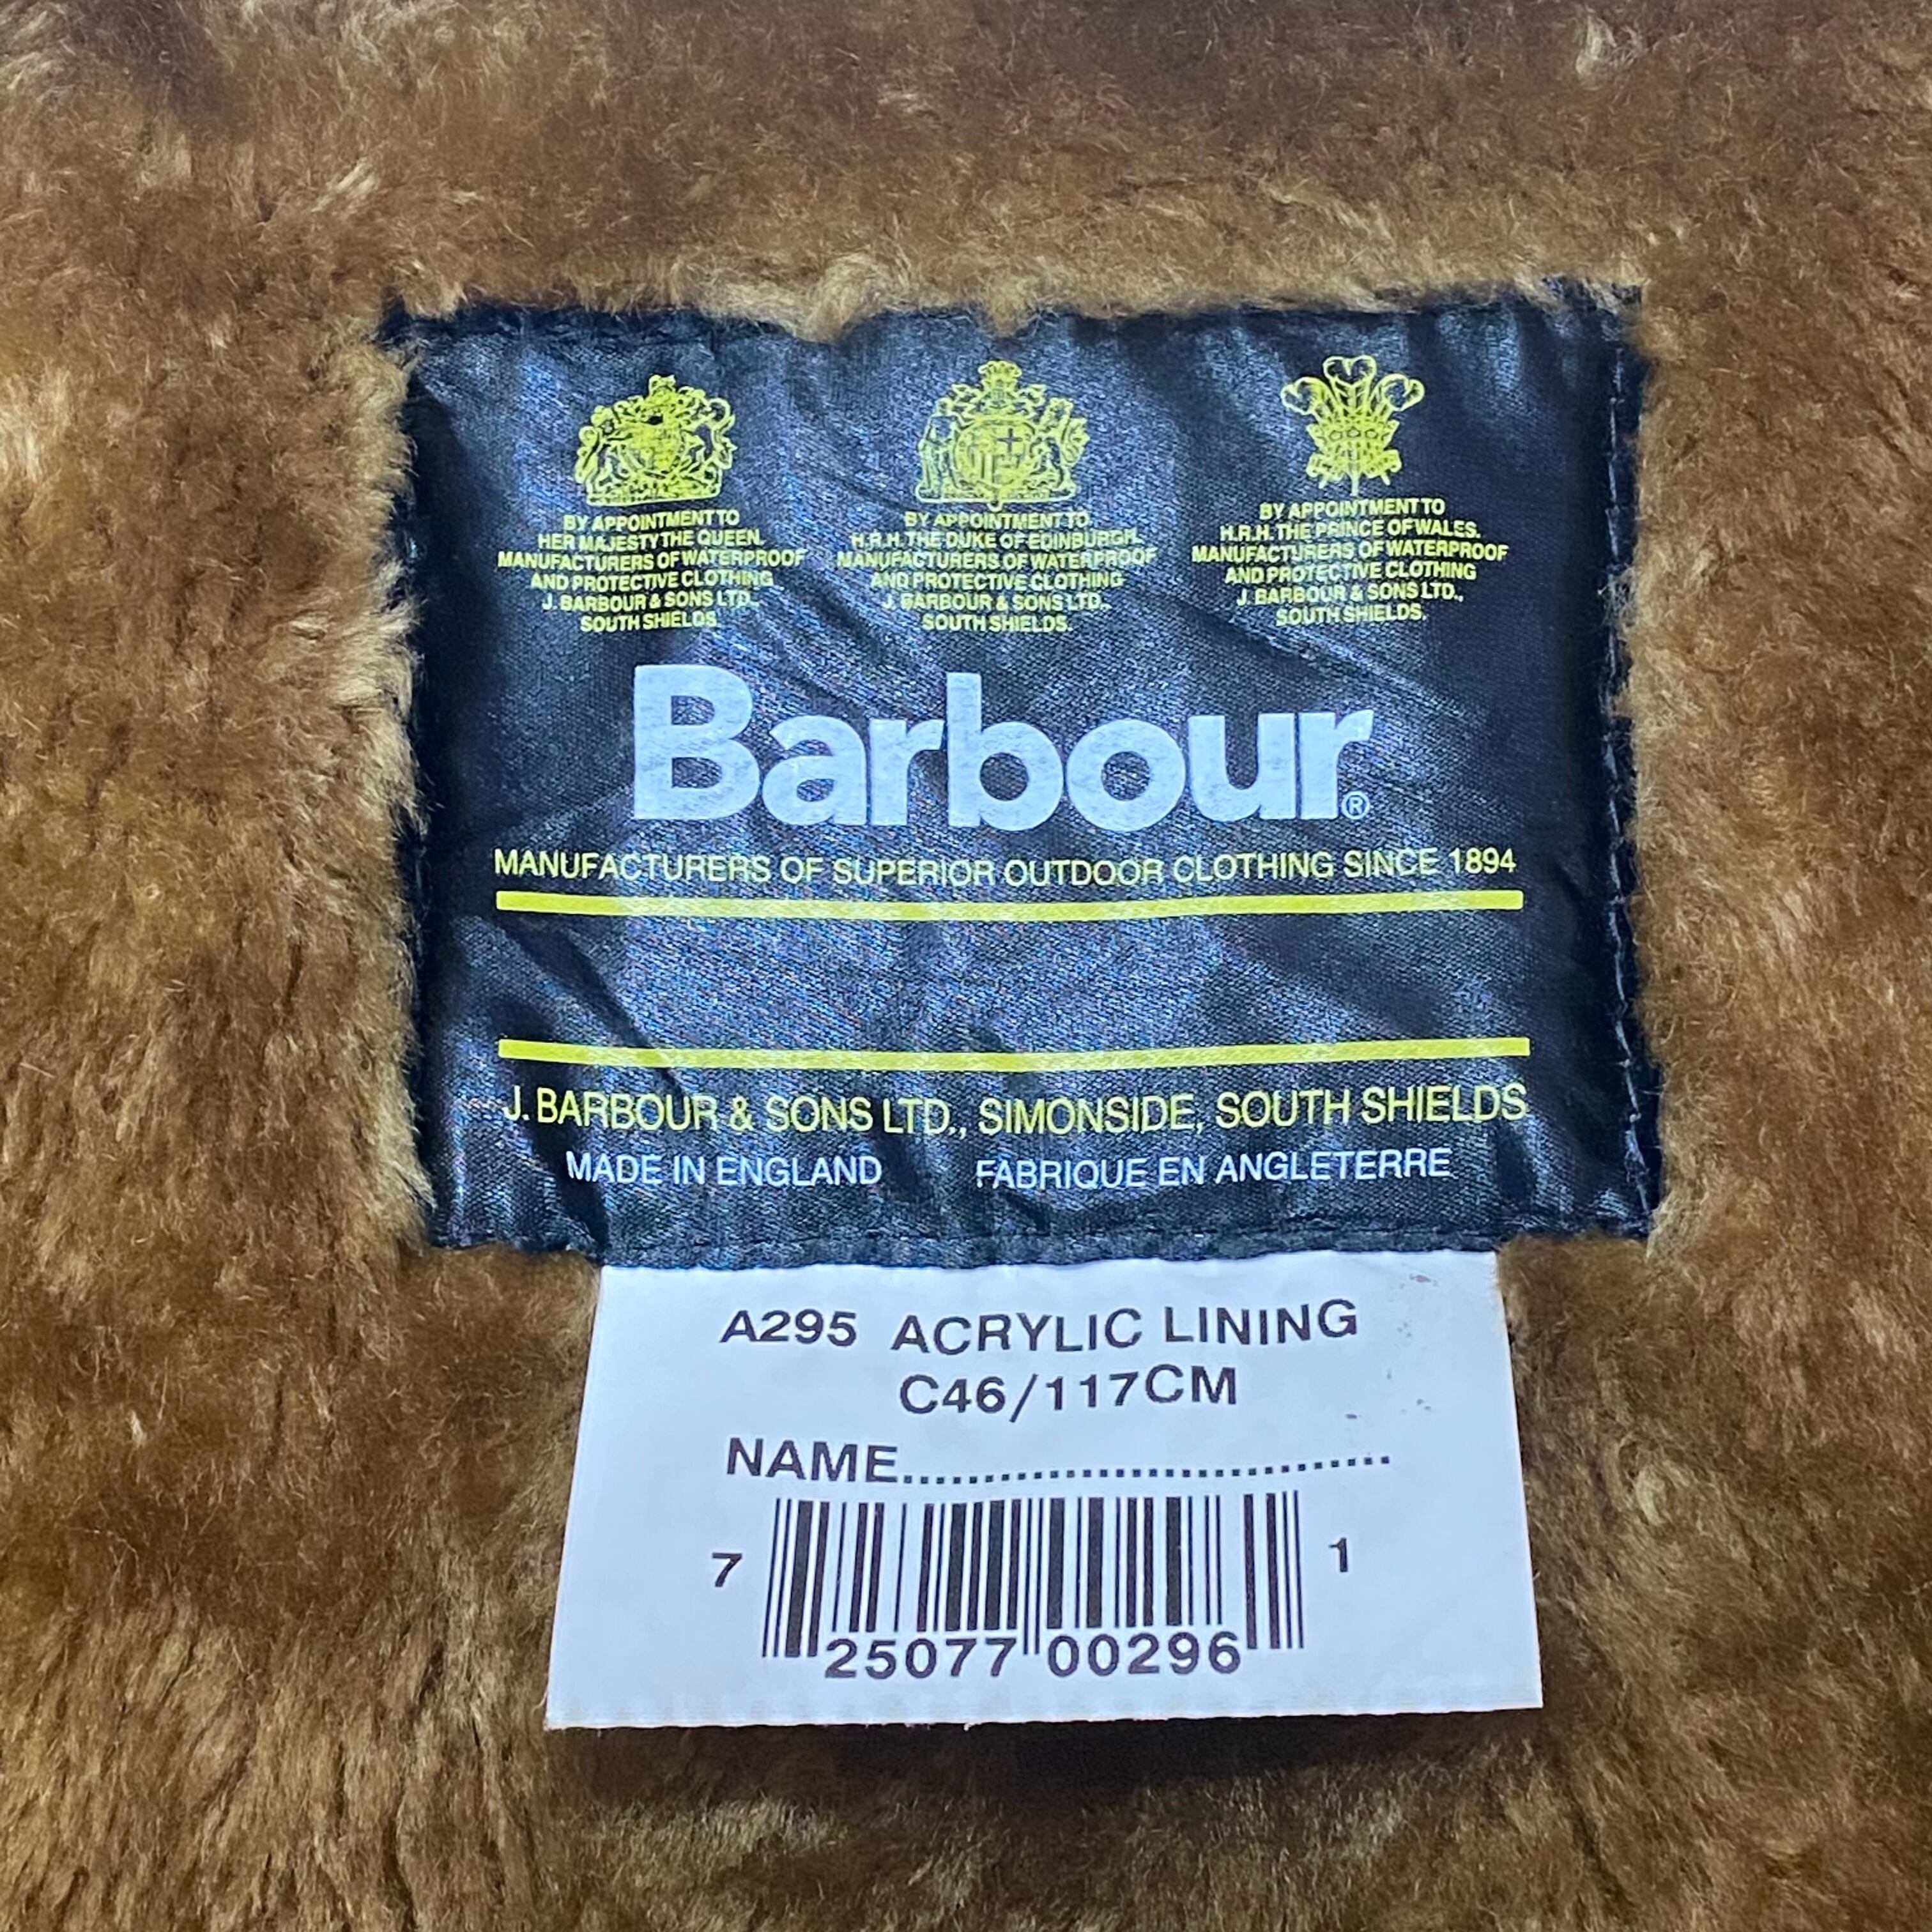 BY APPOINTMENT TO
HER MAJESTY THE QUEEN.
MANUFACTURERS OF WATERPROOF
AND PROTECTIVE CLOTHING
J. BARBOUR & SONS LTD.,
SOUTH SHIELDS.
BY APPOINTMENT TO
H.R.H. THE DUKE OF EDINBURGH.
MANUFACTURERS OF WATERPROOF
AND PROTECTIVE CLOTHING
J. BARBOUR & SONS LTD.,
SOUTH SHIELDS.
BY APPOINTMENT TO
H.R.H. THE PRINCE OF WALES.
MANUFACTURERS OF WATERPROOF
AND PROTECTIVE CLOTHING
J. BARBOUR & SONS LTD.,
SOUTH SHIELDS.
Barbour®
MANUFACTURERS OF SUPERIOR OUTDOOR CLOTHING SINCE 1894
J. BARBOUR & SONS LTD., SIMONSIDE, SOUTH SHIELDS
MADE IN ENGLAND FABRIQUE EN ANGLETERRE
A295 ACRYLIC LINING
C46/117CM
NAME..............................
7 25077 00296 1